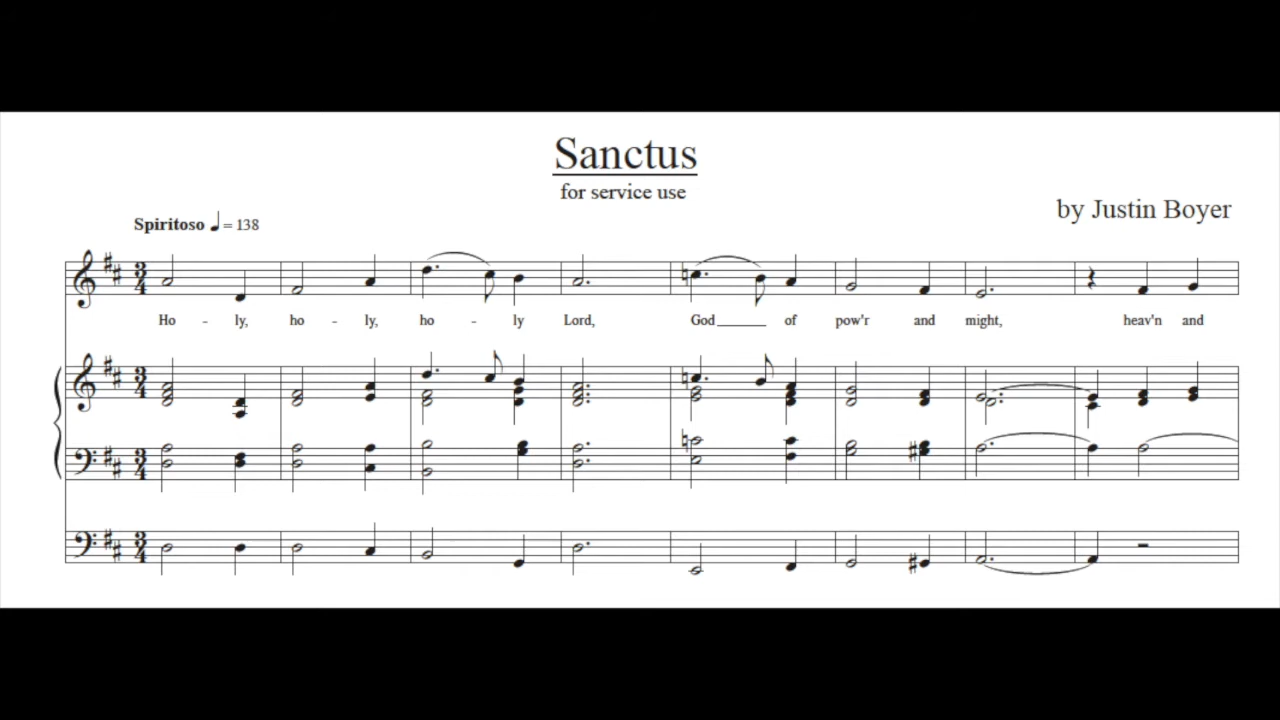 Sanctus
for service use
by Justin Boyer
Spiritoso ♩ = 138
Ho - ly, ho - ly, ho - ly Lord, God_______ of pow'r and might, heav'n and